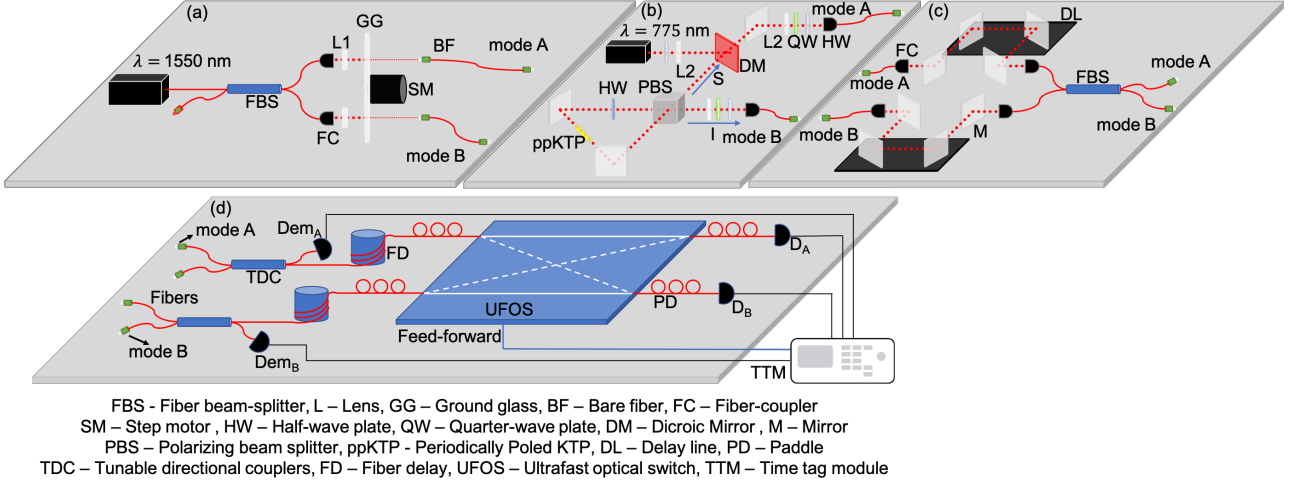 (a)
GG
λ = 1550 nm
L1
BF
mode A
FBS
SM
FC
mode B
(b)
mode A
λ = 775 nm
L2 QW HW
DM
L2
S
HW
PBS
I
mode B
ppKTP
(c)
DL
FC
mode A
FBS
mode A
mode B
mode B
M
(d)
mode A
Dem_A
FD
TDC
D_A
Fibers
UFOS
PD
D_B
mode B
Feed-forward
Dem_B
TTM
FBS - Fiber beam-splitter, L – Lens, GG – Ground glass, BF – Bare fiber, FC – Fiber-coupler
SM – Step motor , HW – Half-wave plate, QW – Quarter-wave plate, DM – Dicroic Mirror , M – Mirror
PBS – Polarizing beam splitter, ppKTP - Periodically Poled KTP, DL – Delay line, PD – Paddle
TDC – Tunable directional couplers, FD – Fiber delay, UFOS – Ultrafast optical switch, TTM – Time tag module